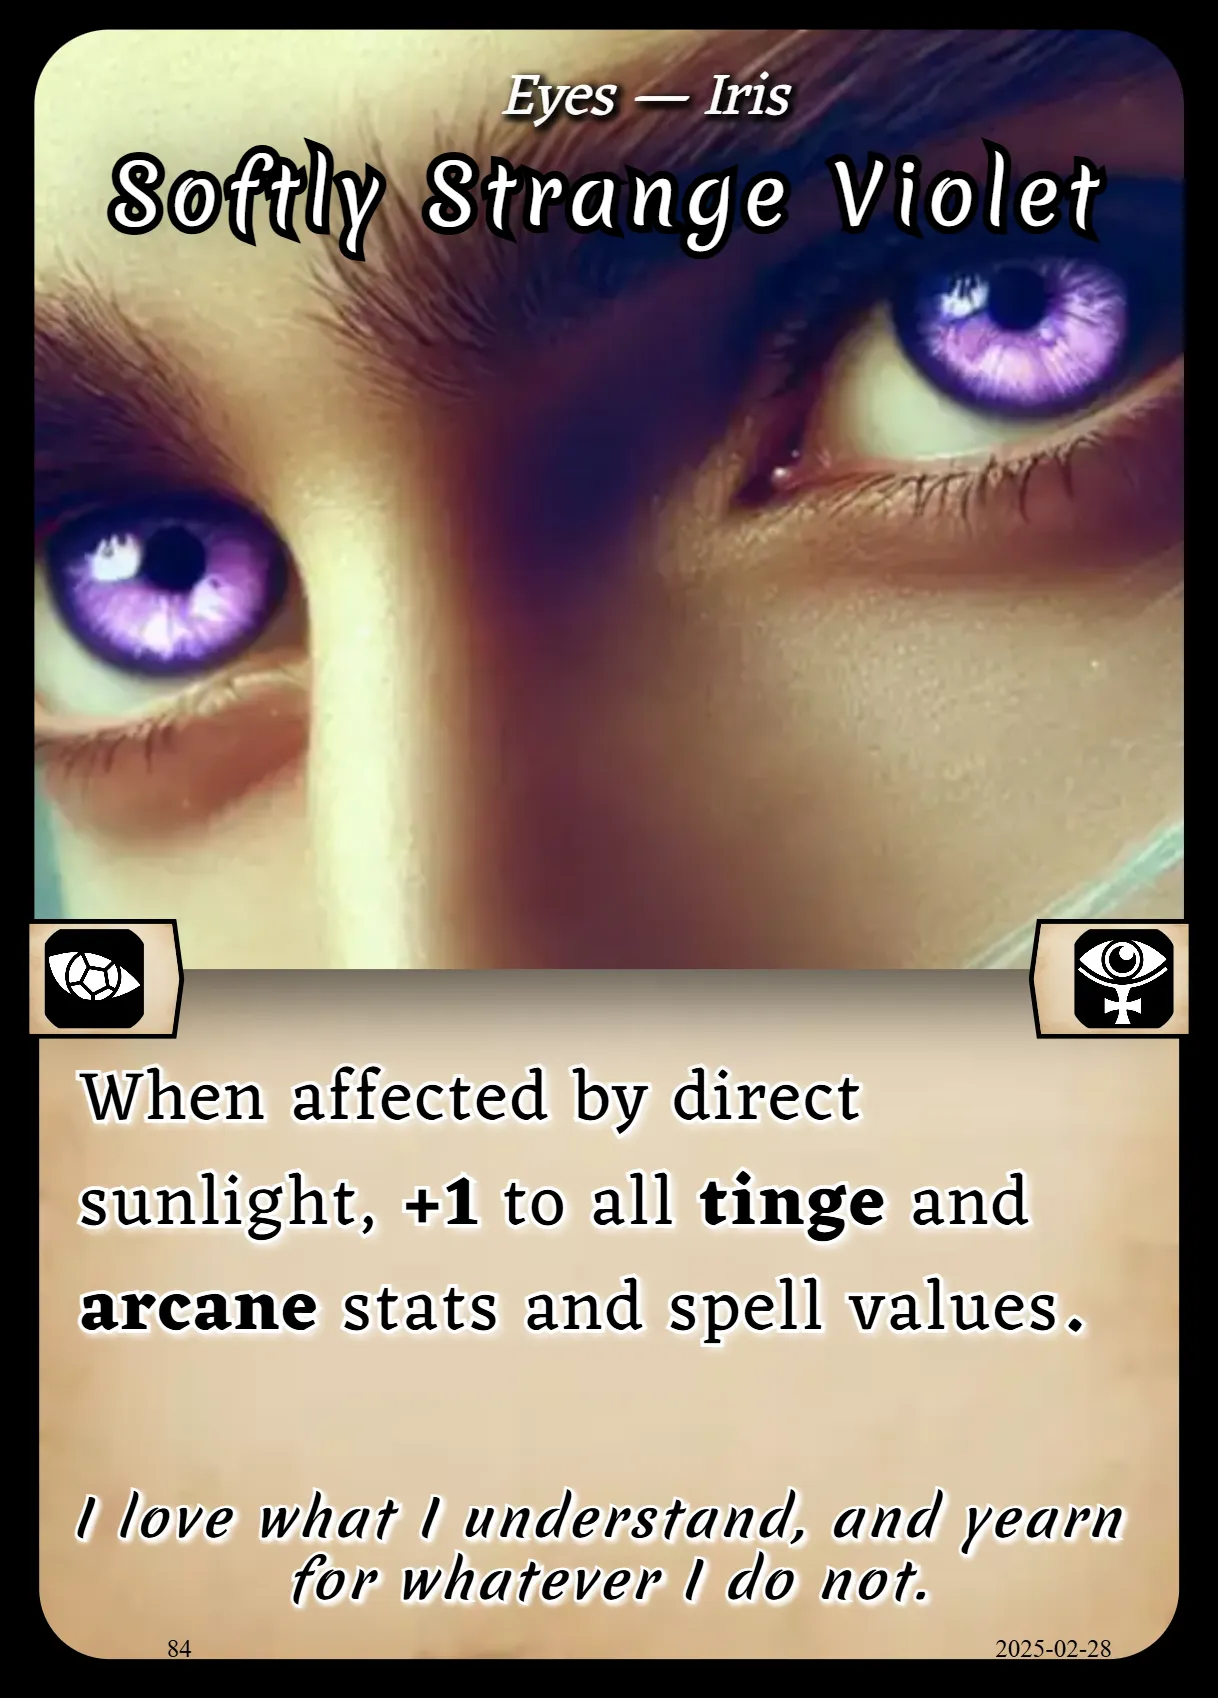 Eyes — Iris
Softly Strange Violet
When affected by direct
sunlight, +1 to all tinge and
arcane stats and spell values.
I love what I understand, and yearn
for whatever I do not.
84
2025-02-28